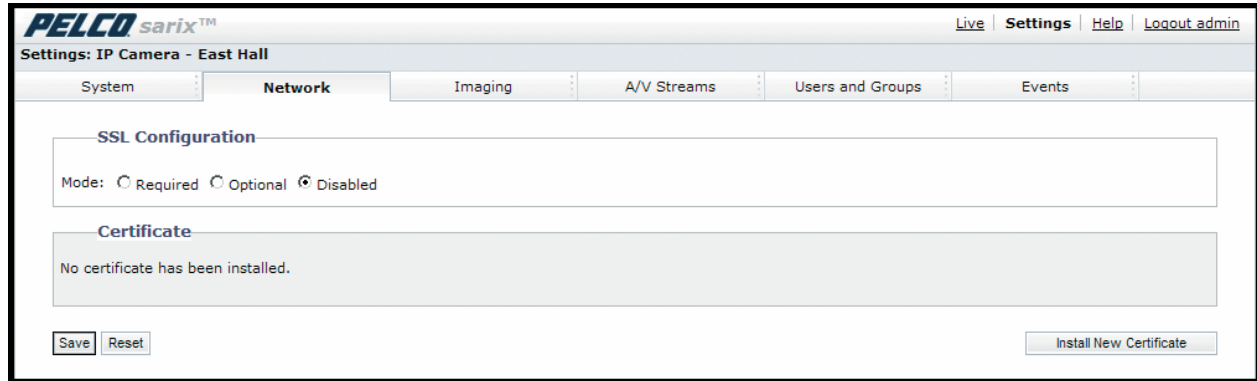 PELCO sarix™
Live Settings Help Logout admin
Settings: IP Camera - East Hall
System Network Imaging A/V Streams Users and Groups Events
SSL Configuration
Mode: Required Optional Disabled
Certificate
No certificate has been installed.
Save Reset Install New Certificate